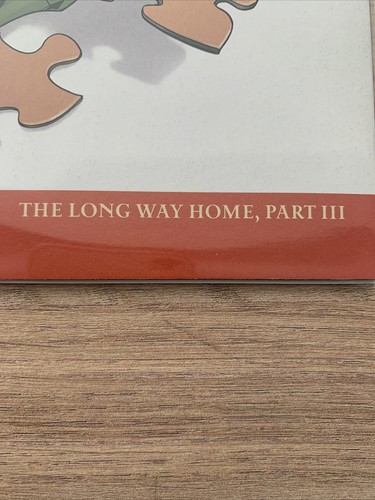 THE LONG WAY HOME, PART III